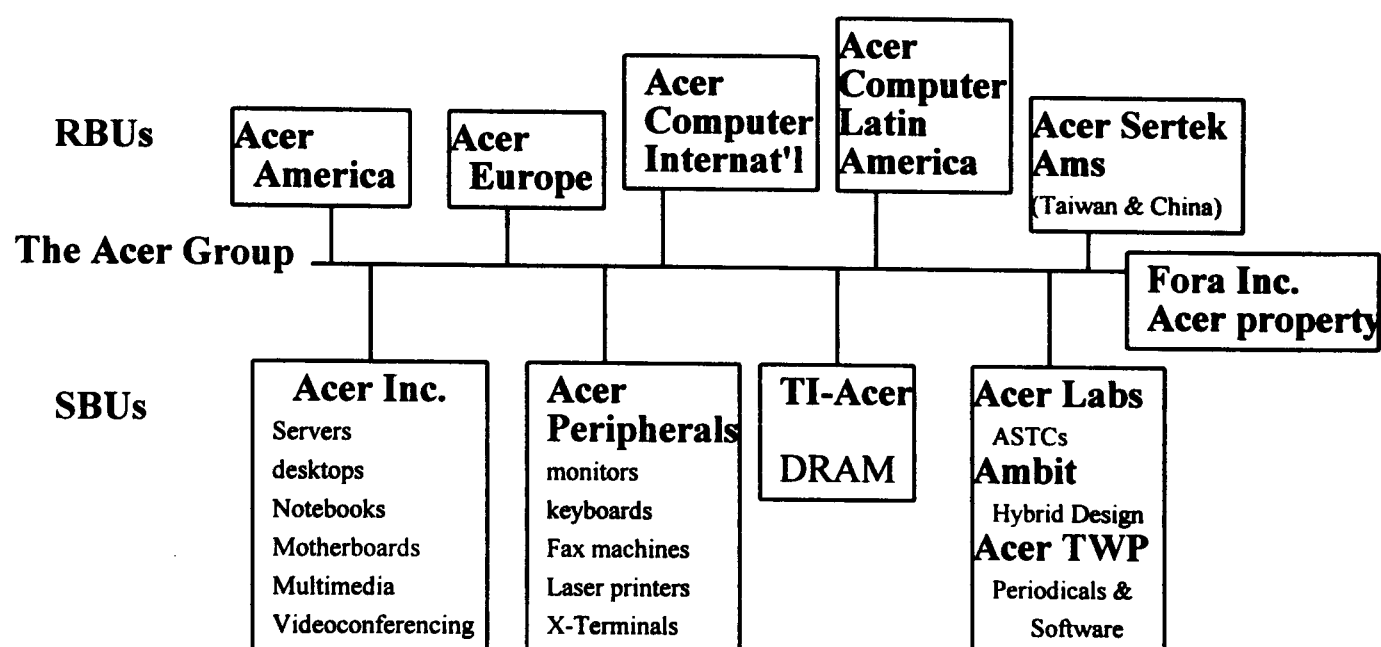 RBUs
Acer
America
Acer
Europe
Acer
Computer
Internat'l
Acer
Computer
Latin
America
Acer Sertek
Ams
(Taiwan & China)
The Acer Group
Fora Inc.
Acer property
SBUs
Acer Inc.
Servers
desktops
Notebooks
Motherboards
Multimedia
Videoconferencing
Acer
Peripherals
monitors
keyboards
Fax machines
Laser printers
X-Terminals
TI-Acer
DRAM
Acer Labs
ASTCs
Ambit
Hybrid Design
Acer TWP
Periodicals &
Software